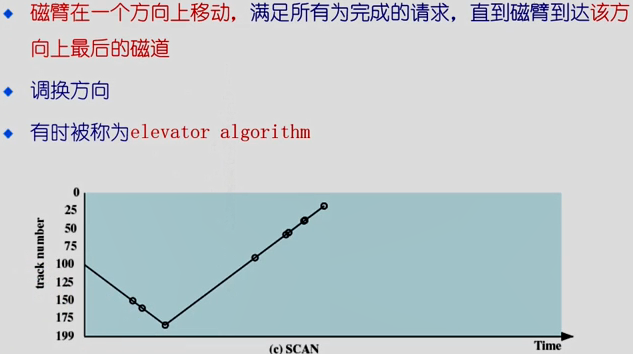 磁臂在一个方向上移动，满足所有为完成的请求，直到磁臂到达该方
向上最后的磁道
调换方向
有时被称为elevator algorithm
track number
0
25
50
75
100
125
150
175
199
Time
(c) SCAN